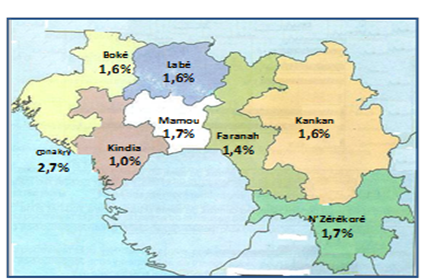 Boké
1,6%
Labé
1,6%
Mamou
1,7%
Faranah
1,4%
Kankan
1,6%
Kindia
1,0%
conakry
2,7%
N'Zérékoré
1,7%